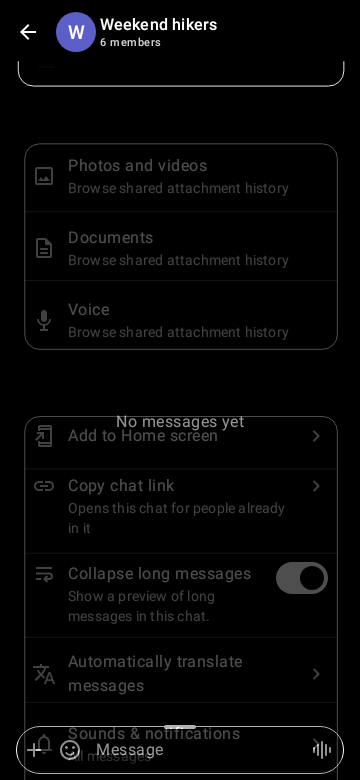 Weekend hikers
W
6 members
Photos and videos
Browse shared attachment history
Documents
Browse shared attachment history
Voice
Browse shared attachment history
No messages yet
Add to Home screen
Copy chat link
Opens this chat for people already
in it
Collapse long messages
Show a preview of long
messages in this chat.
Automatically translate
messages
Sounds & notifications
Message
All messages